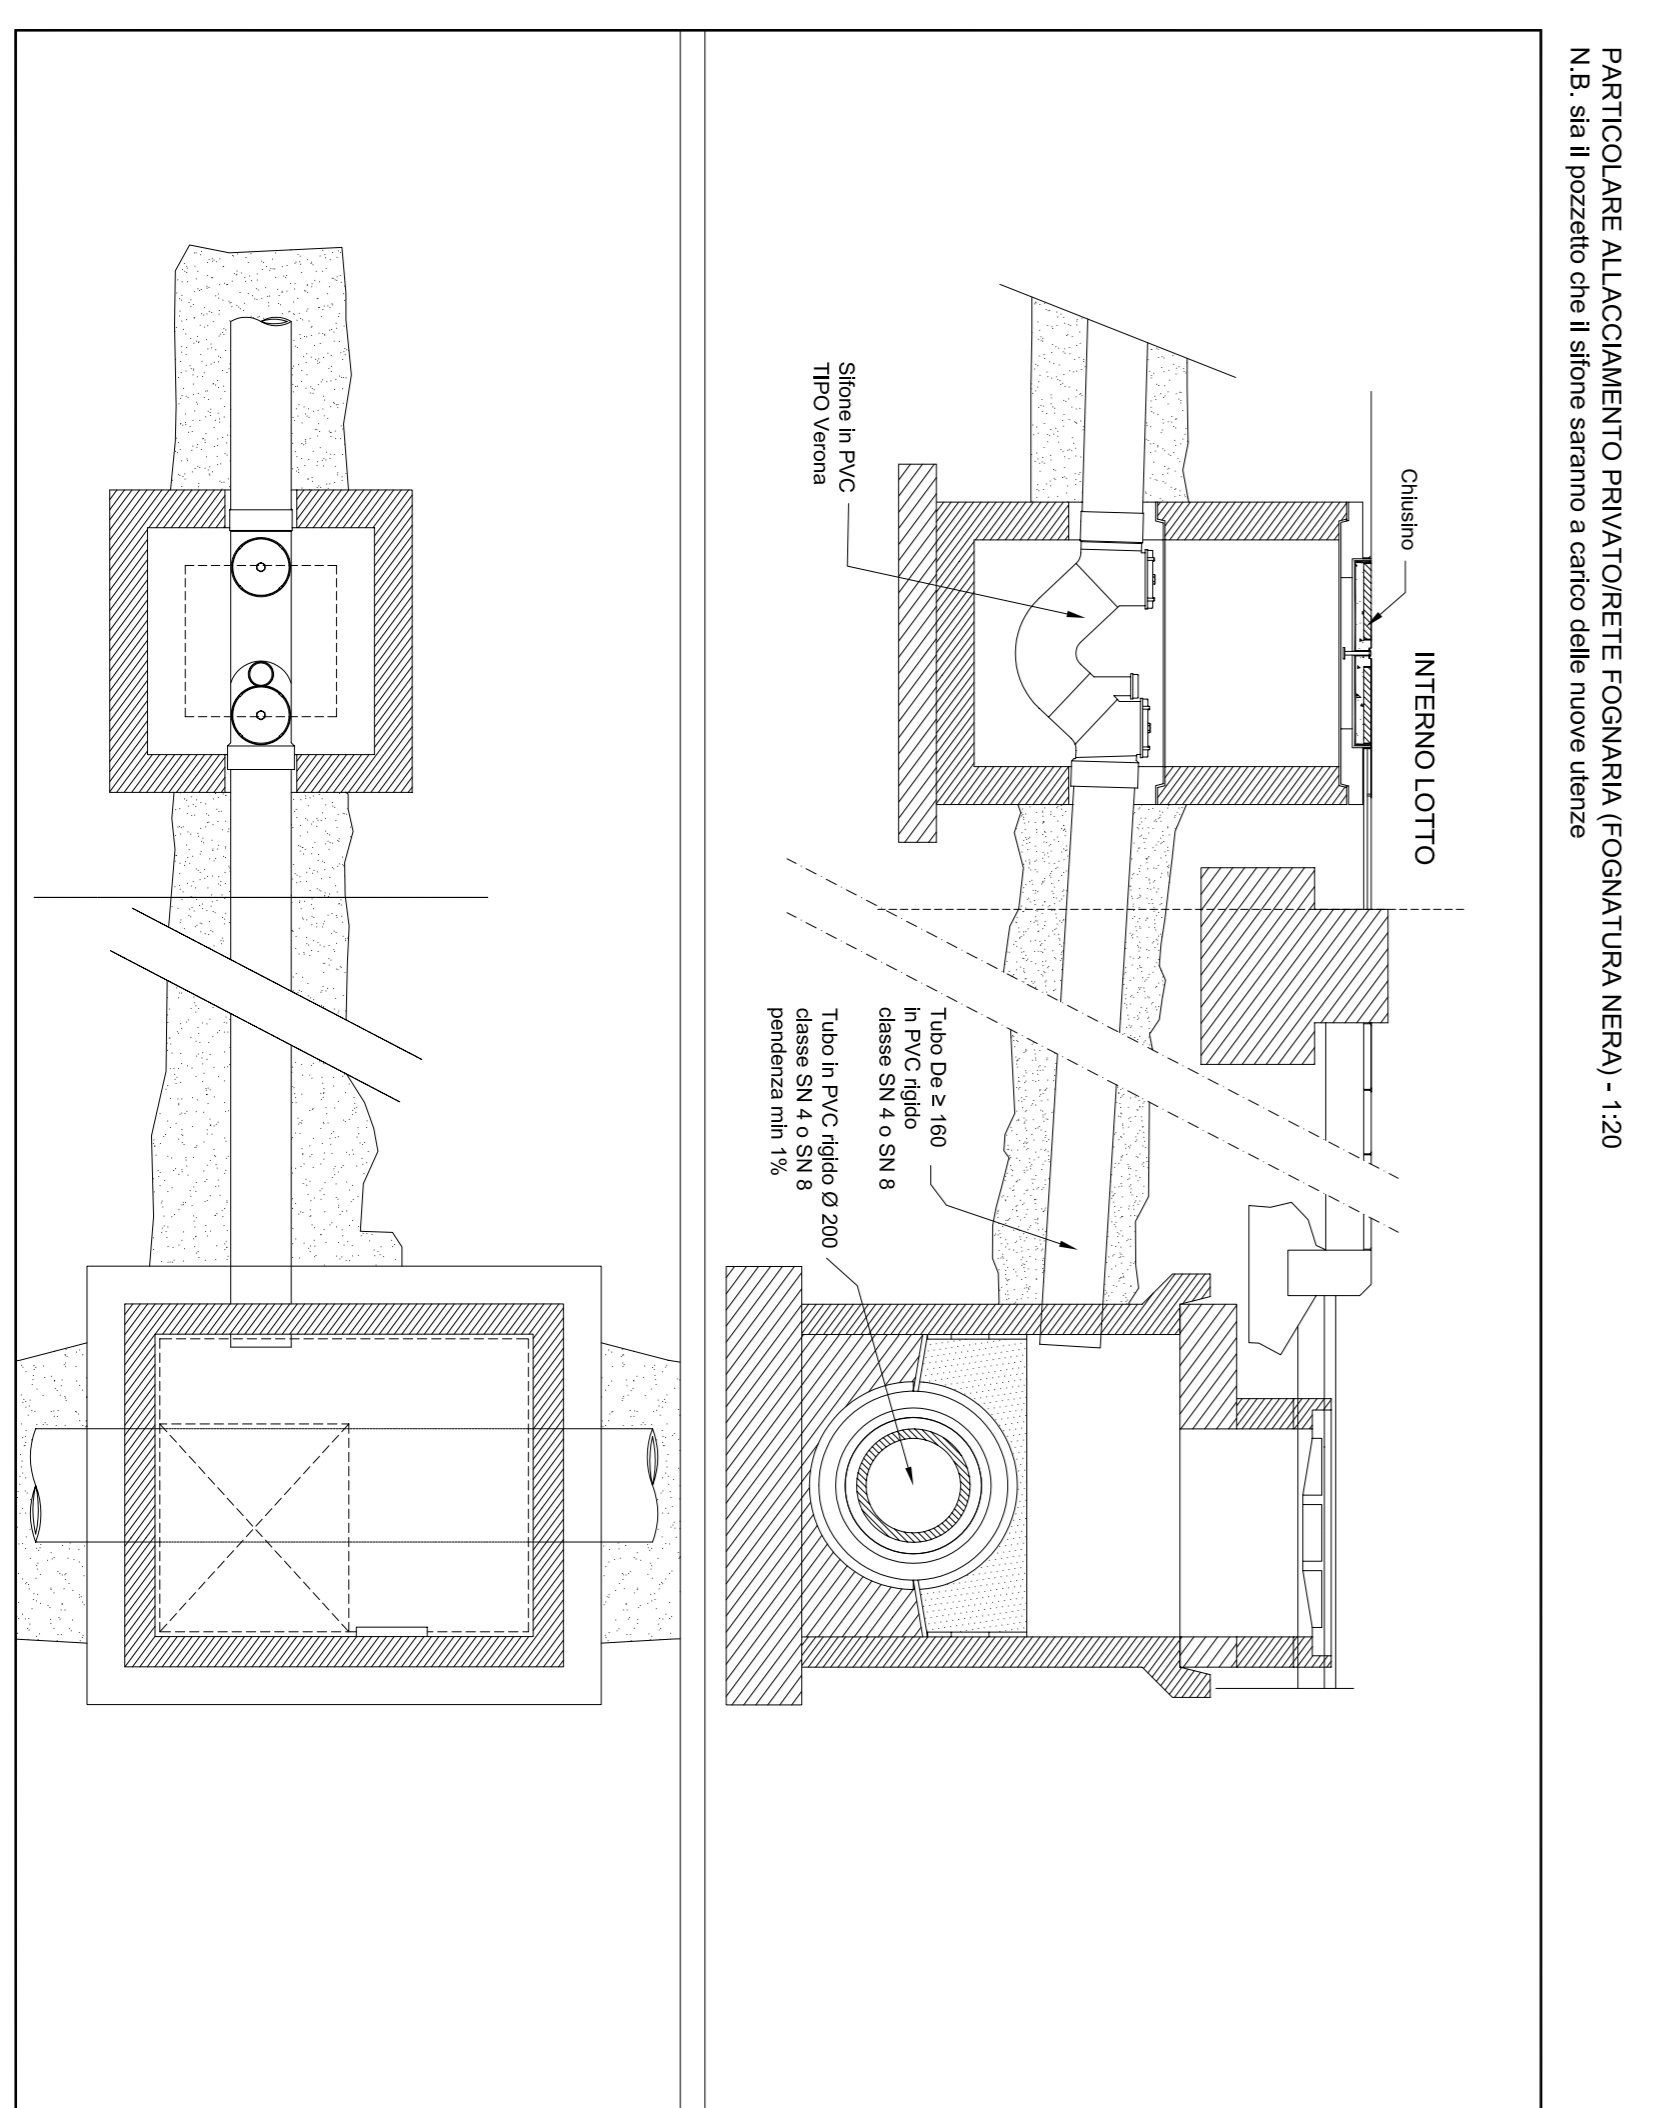 PARTICOLARE ALLACCIAMENTO PRIVATO/RETE FOGNARIA (FOGNATURA NERA) - 1:20
N.B. sia il pozzetto che il sifone saranno a carico delle nuove utenze
INTERNO LOTTO
Chiusino
Sifone in PVC
TIPO Verona
Tubo De ≥ 160
in PVC rigido
classe SN 4 o SN 8
Tubo in PVC rigido Ø 200
classe SN 4 o SN 8
pendenza min 1%